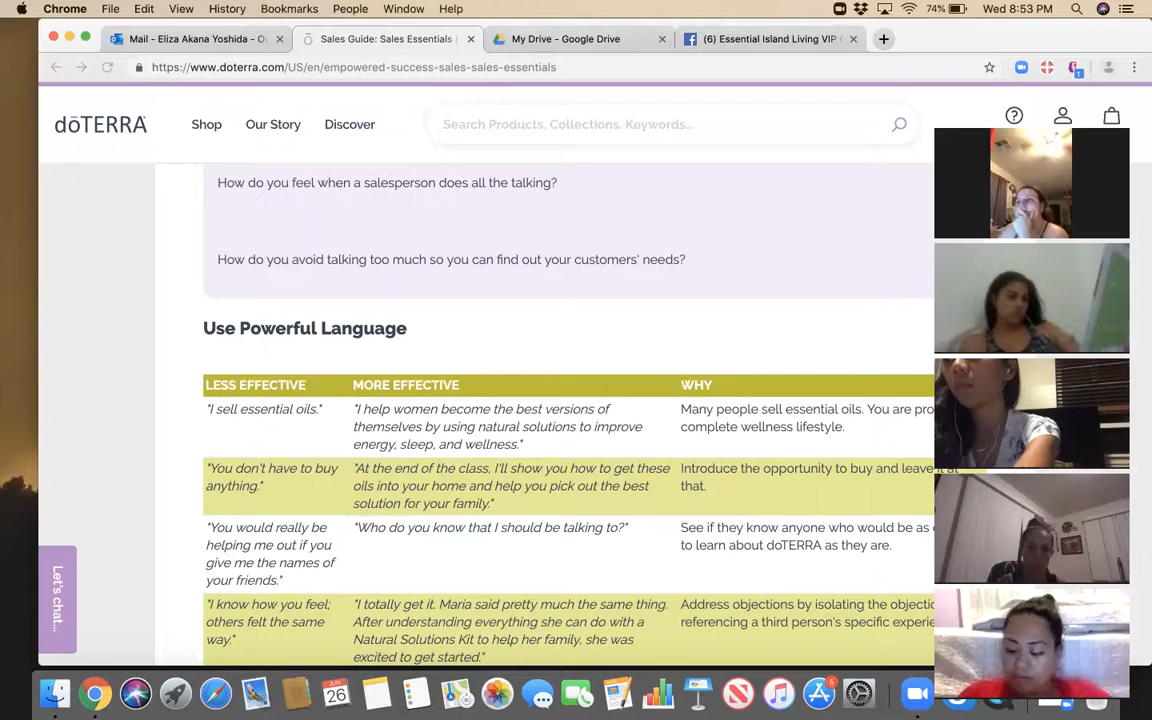 Chrome File Edit View History Bookmarks People Window Help 74% Wed 8:53 PM
Mail - Eliza Akana Yoshida - Ou Sales Guide: Sales Essentials | My Drive - Google Drive (6) Essential Island Living VIP
https://www.doterra.com/US/en/empowered-success-sales-sales-essentials
dōTERRA Shop Our Story Discover Search Products, Collections, Keywords...
How do you feel when a salesperson does all the talking?
How do you avoid talking too much so you can find out your customers' needs?
Use Powerful Language
LESS EFFECTIVE MORE EFFECTIVE WHY
"I sell essential oils." "I help women become the best versions of Many people sell essential oils. You are pro
themselves by using natural solutions to improve complete wellness lifestyle.
energy, sleep, and wellness."
"You don't have to buy "At the end of the class, I'll show you how to get these Introduce the opportunity to buy and leave it at
anything." oils into your home and help you pick out the best that.
solution for your family."
"You would really be "Who do you know that I should be talking to?" See if they know anyone who would be as
helping me out if you to learn about doTERRA as they are.
give me the names of
your friends."
"I know how you feel; "I totally get it. Maria said pretty much the same thing. Address objections by isolating the objectio
others felt the same After understanding everything she can do with a referencing a third person's specific experie
way." Natural Solutions Kit to help her family, she was
excited to get started."
Let's chat...
JUN
26
5